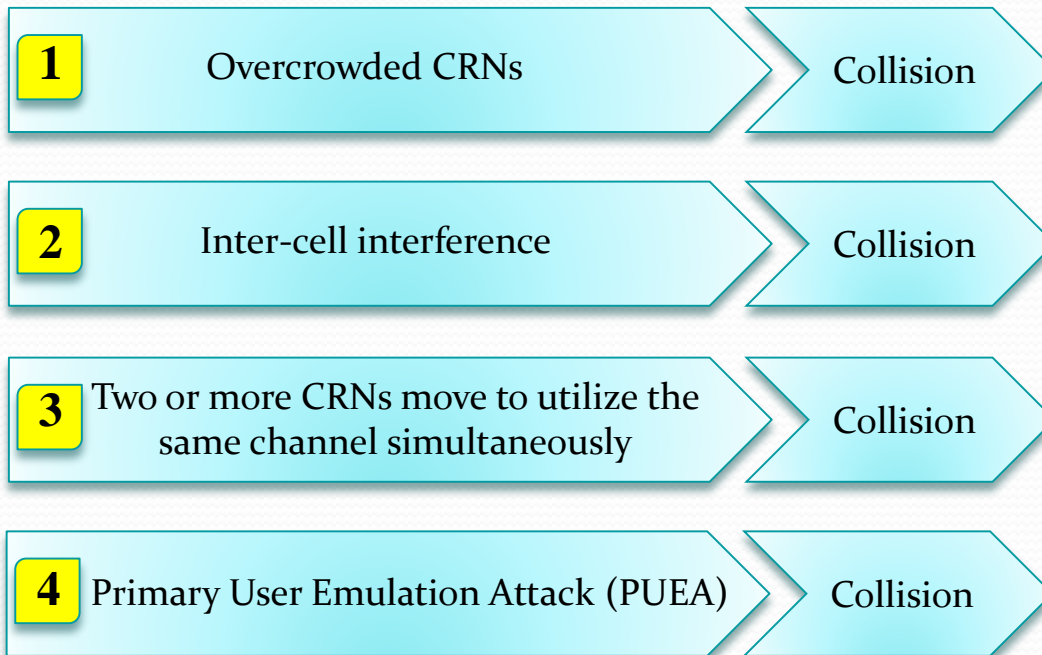 1 Overcrowded CRNs Collision
2 Inter-cell interference Collision
3 Two or more CRNs move to utilize the
same channel simultaneously Collision
4 Primary User Emulation Attack (PUEA) Collision